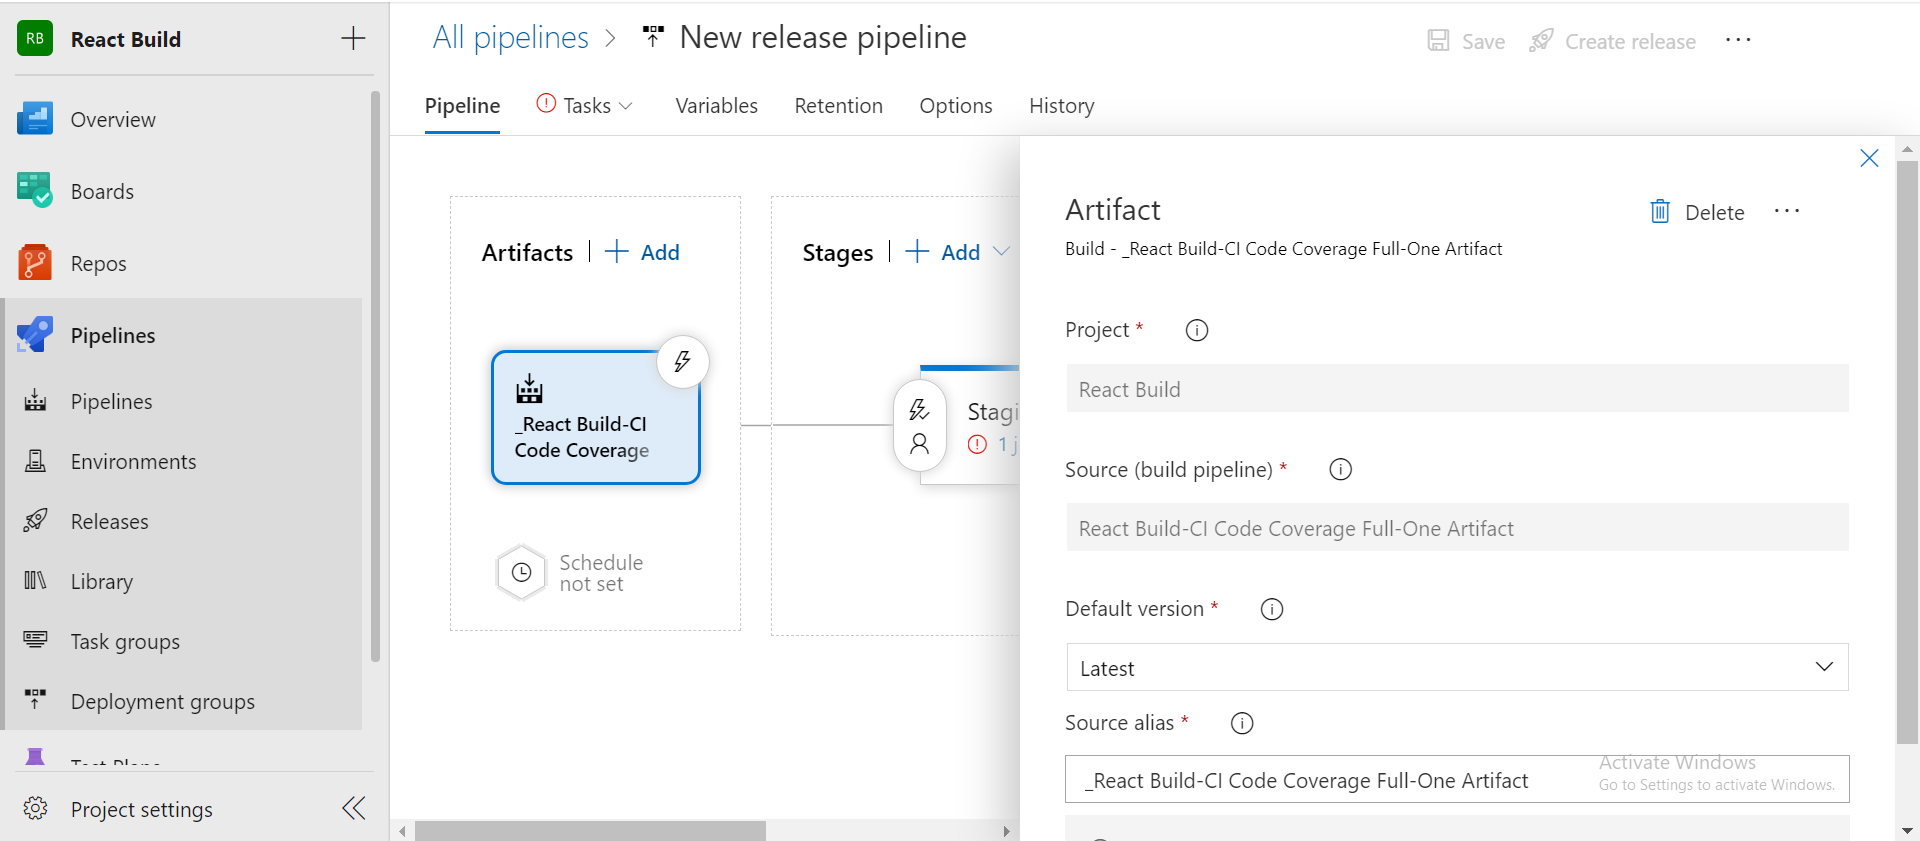 RB React Build
Overview
Boards
Repos
Pipelines
Pipelines
Environments
Releases
Library
Task groups
Deployment groups
Project settings
All pipelines > New release pipeline
Save Create release ...
Pipeline Tasks Variables Retention Options History
Artifacts | + Add
_React Build-CI
Code Coverage
Schedule
not set
Stages | + Add
Stagi
1 j
Artifact
Delete ...
Build - _React Build-CI Code Coverage Full-One Artifact
Project *
React Build
Source (build pipeline) *
React Build-CI Code Coverage Full-One Artifact
Default version *
Latest
Source alias *
_React Build-CI Code Coverage Full-One Artifact
Activate Windows
Go to Settings to activate Windows.